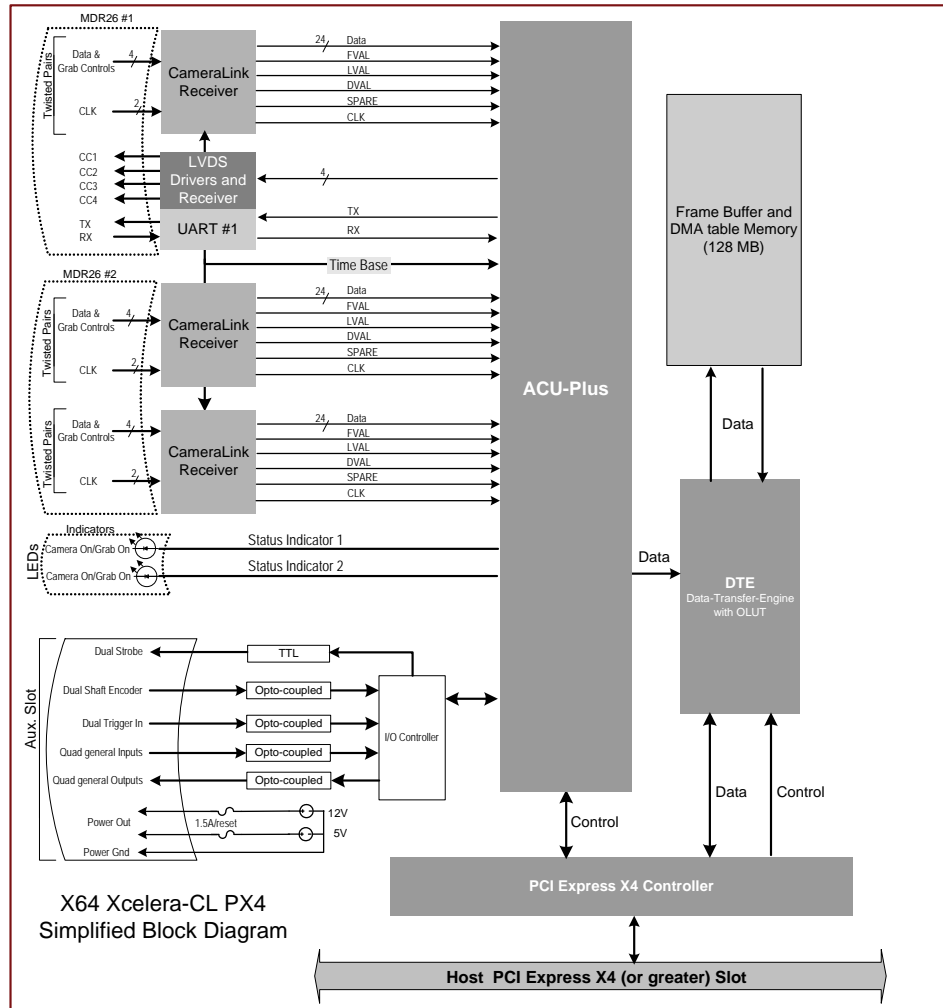 MDR26 #1
Twisted Pairs
Data &
Grab Controls
4
CLK
2
CameraLink
Receiver
24
Data
FVAL
LVAL
DVAL
SPARE
CLK
CC1
CC2
CC3
CC4
LVDS
Drivers and
Receiver
4
TX
RX
UART #1
TX
RX
Time Base
MDR26 #2
Twisted Pairs
Data &
Grab Controls
4
CLK
2
CameraLink
Receiver
24
Data
FVAL
LVAL
DVAL
SPARE
CLK
Twisted Pairs
Data &
Grab Controls
4
CLK
2
CameraLink
Receiver
24
Data
FVAL
LVAL
DVAL
SPARE
CLK
ACU-Plus
Frame Buffer and
DMA table Memory
(128 MB)
Data
LEDs
Indicators
Camera On/Grab On
Status Indicator 1
Camera On/Grab On
Status Indicator 2
Data
DTE
Data-Transfer-Engine
with OLUT
Aux. Slot
Dual Strobe
TTL
Dual Shaft Encoder
Opto-coupled
Dual Trigger In
Opto-coupled
Quad general Inputs
Opto-coupled
Quad general Outputs
Opto-coupled
I/O Controller
Power Out
1.5A/reset
12V
5V
Power Gnd
Control
Data
Control
PCI Express X4 Controller
X64 Xcelera-CL PX4
Simplified Block Diagram
Host PCI Express X4 (or greater) Slot